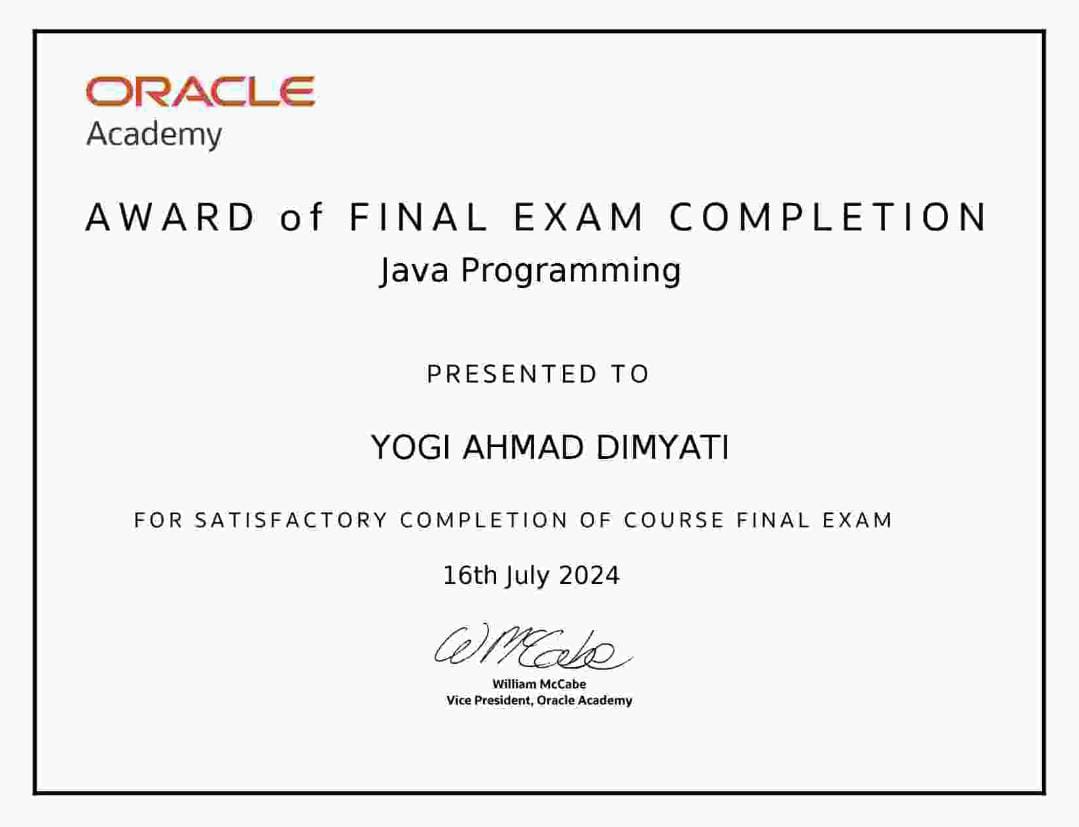 ORACLE
Academy
AWARD of FINAL EXAM COMPLETION
Java Programming
PRESENTED TO
YOGI AHMAD DIMYATI
FOR SATISFACTORY COMPLETION OF COURSE FINAL EXAM
16th July 2024
W McCabe
William McCabe
Vice President, Oracle Academy